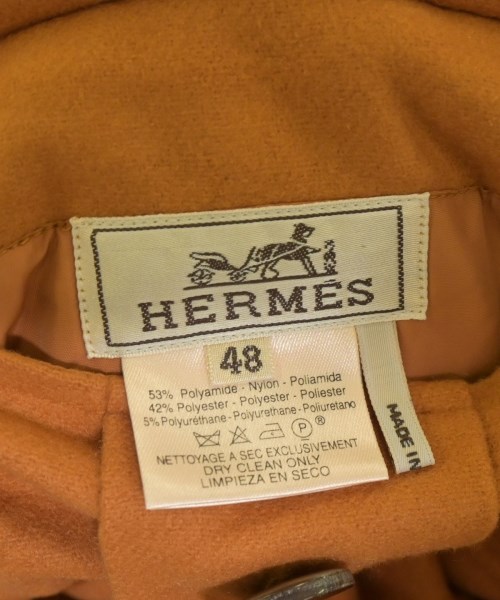 HERMÈS
48
53% Polyamide - Nylon - Poliamida
42% Polyester - Polyester - Poliester
5% Polyuréthane-Polyurethane-Poliuretano
P ®
NETTOYAGE A SEC EXCLUSIVEMENT
DRY CLEAN ONLY
LIMPIEZA EN SECO
MADE IN